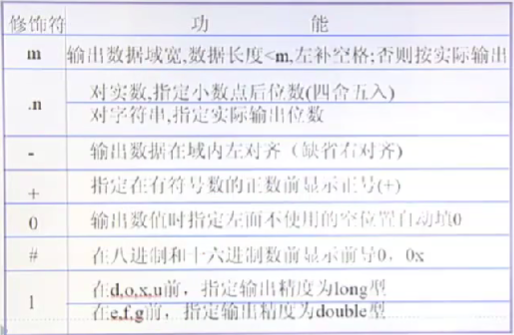 修饰符 功 能
m 输出数据域宽,数据长度<m,左补空格;否则按实际输出
.n 对实数,指定小数点后位数(四舍五入)
对字符串,指定实际输出位数
- 输出数据在域内左对齐（缺省右对齐)
+ 指定在有符号数的正数前显示正号(+)
0 输出数值时指定左面不使用的空位置自动填0
# 在八进制和十六进制数前显示前导0，0x
l 在d,o,x,u前，指定输出精度为long型
在e,f,g前，指定输出精度为double型